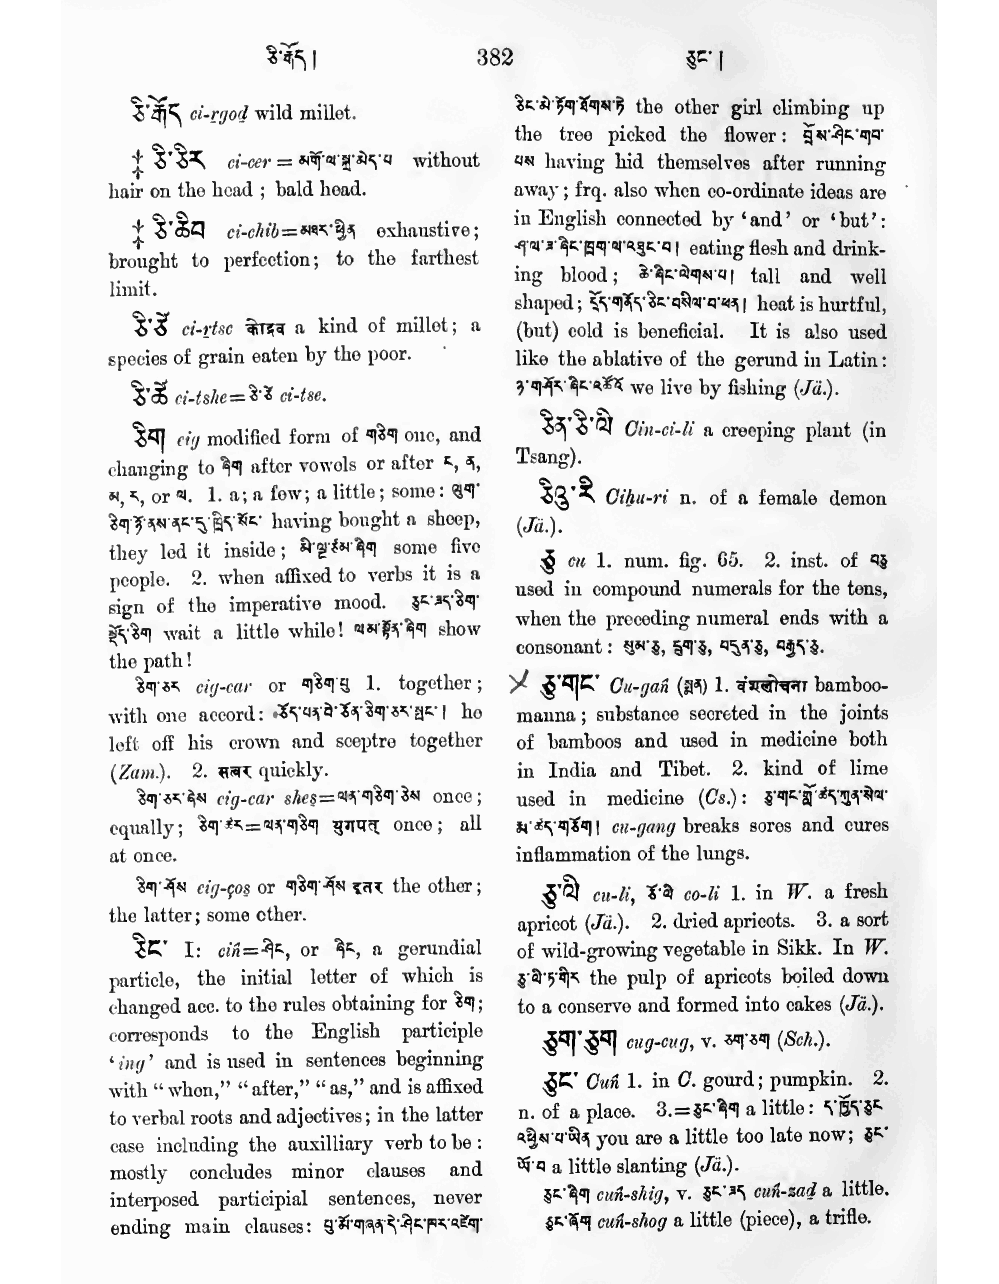 ཅི་རྒོད །
382
ཅུང་ །
ཅི་རྒོད ci-rgod wild millet.
‡ ཅི་ཅེར ci-cer = མགོ་ལ་སྐྲ་མེད་པ without
hair on the head ; bald head.
‡ ཅི་ཆིབ ci-chib=མཐར་ཕྱིན exhaustive;
brought to perfection; to the farthest
limit.
ཅི་ཙེ ci-rtse कोद्रव a kind of millet; a
species of grain eaten by the poor.
ཅི་ཚེ ci-tshe=ཅི་ཙེ ci-tse.
ཅིག cig modified form of གཅིག one, and
changing to ཞིག after vowels or after ང, ན,
མ, ར, or ལ. 1. a; a few; a little; some: ལུག་
ཅིག་ཉོ་ནས་ནང་དུ་ཁྲིད་སོང་ having bought a sheep,
they led it inside; མི་ལྔ་ཙམ་ཞིག some five
people. 2. when affixed to verbs it is a
sign of the imperative mood. ཅུང་ཟད་ཅིག་
སྡོད་ཅིག wait a little while! ལམ་སྟོན་ཞིག show
the path!
ཅིག་ཅར cig-car or གཅིག་པུ 1. together;
with one accord: ཅོད་པན་བེ་ཅོན་ཅིག་ཅར་སྤང་། he
left off his crown and sceptre together
(Zam.). 2. सत्बर quickly.
ཅིག་ཅར་ཤེས cig-car sheṣ=ལན་གཅིག་ཅེས once;
equally; ཅིག་ཅར=ལན་གཅིག युगपत् once; all
at once.
ཅིག་ཤོས cig-çoṣ or གཅིག་ཤོས इतर the other;
the latter; some other.
ཅིང་ I: ciṅ=ཤིང, or ཞིང, a gerundial
particle, the initial letter of which is
changed acc. to the rules obtaining for ཅིག;
corresponds to the English participle
‘ing’ and is used in sentences beginning
with “when,” “after,” “as,” and is affixed
to verbal roots and adjectives; in the latter
case including the auxilliary verb to be :
mostly concludes minor clauses and
interposed participial sentences, never
ending main clauses: བུ་མོ་གཞན་དེ་ཤིང་ཁར་འཛེག་
ཅིང་མེ་ཏོག་ཐོགས་ཏེ the other girl climbing up
the tree picked the flower: བྲོས་ཤིང་གབ་
པས having hid themselves after running
away; frq. also when co-ordinate ideas are
in English connected by ‘and’ or ‘but’:
ཤ་ལ་ཟ་ཞིང་ཁྲག་ལ་འཐུང་བ། eating flesh and drink-
ing blood; ཆེ་ཞིང་ལེགས་པ། tall and well
shaped; དྲོད་གནོད་ཅིང་བསིལ་བ་ཕན། heat is hurtful,
(but) cold is beneficial. It is also used
like the ablative of the gerund in Latin:
ཉ་གཤོར་ཞིང་འཚོའོ we live by fishing (Jä.).
ཅིན་ཅི་ལི Cin-ci-li a creeping plant (in
Tsang).
ཅིའུ་རི Cihu-ri n. of a female demon
(Jä.).
ཅུ cu 1. num. fig. 65. 2. inst. of བཅུ
used in compound numerals for the tens,
when the preceding numeral ends with a
consonant: སུམ་ཅུ, དྲུག་ཅུ, བདུན་ཅུ, བརྒྱད་ཅུ.
ཅུ་གང་ Cu-gaṅ (སྨན) 1. वंशलोचना bamboo-
manna; substance secreted in the joints
of bamboos and used in medicine both
in India and Tibet. 2. kind of lime
used in medicine (Cs.): ཅུ་གང་གློ་ཚད་ཀུན་སེལ་
རྨ་ཚད་གཅོག། cu-gang breaks sores and cures
inflammation of the lungs.
ཅུ་ལི cu-li, ཅོ་ལི co-li 1. in W. a fresh
apricot (Jä.). 2. dried apricots. 3. a sort
of wild-growing vegetable in Sikk. In W.
ཅུ་ལི་ཏ་གིར the pulp of apricots boiled down
to a conserve and formed into cakes (Jä.).
ཅུག་ཅུག cug-cug, v. ཅག་ཅག (Sch.).
ཅུང་ Cuṅ 1. in C. gourd; pumpkin. 2.
n. of a place. 3.=ཅུང་ཞིག a little: ད་ཁྱོད་ཅུང
འཕྱིས་པ་ཡིན you are a little too late now; ཅུང་
ཡོ་བ a little slanting (Jä.).
ཅུང་ཞིག cuṅ-shig, v. ཅུང་ཟད cuṅ-zad a little.
ཅུང་ཞོག cuṅ-shog a little (piece), a trifle.